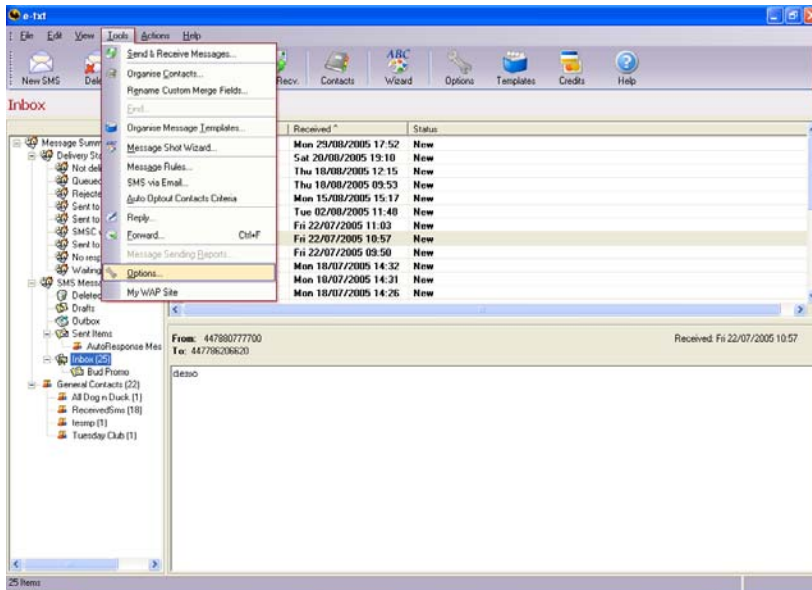 e-txt
File Edit View Tools Actions Help
New SMS Dele Recv. Contacts Wizard Options Templates Credits Help
ABC
Inbox
Send & Receive Messages...
Organise Contacts...
Rename Custom Merge Fields...
Find...
Organise Message Templates...
Message Shot Wizard...
Message Rules...
SMS via Email...
Auto Optout Contacts Criteria
Reply...
Forward... Ctrl+F
Message Sending Reports...
Options...
My WAP Site
Message Summ
Delivery Sta
Not deli
Queued
Rejecte
Sent to
Sent to
SMSC
Sent to
No resp
Waiting
SMS Messa
Deleted
Drafts
Outbox
Sent Items
AutoResponse Mes
Inbox (25)
Bud Promo
General Contacts (22)
All Dog n Duck (1)
ReceivedSms (18)
tesmp (1)
Tuesday Club (1)
Received Status
Mon 29/08/2005 17:52 New
Sat 20/08/2005 19:10 New
Thu 18/08/2005 12:15 New
Thu 18/08/2005 09:53 New
Mon 15/08/2005 15:17 New
Tue 02/08/2005 11:48 New
Fri 22/07/2005 11:03 New
Fri 22/07/2005 10:57 New
Fri 22/07/2005 09:50 New
Mon 18/07/2005 14:32 New
Mon 18/07/2005 14:31 New
Mon 18/07/2005 14:26 New
From: 447880777700 Received: Fri 22/07/2005 10:57
To: 447786206620
demo
25 Items